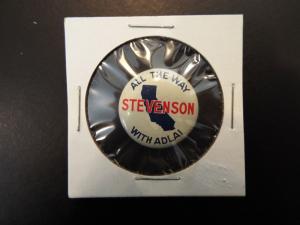 ALL THE WAY
STEVENSON
WITH ADLAI